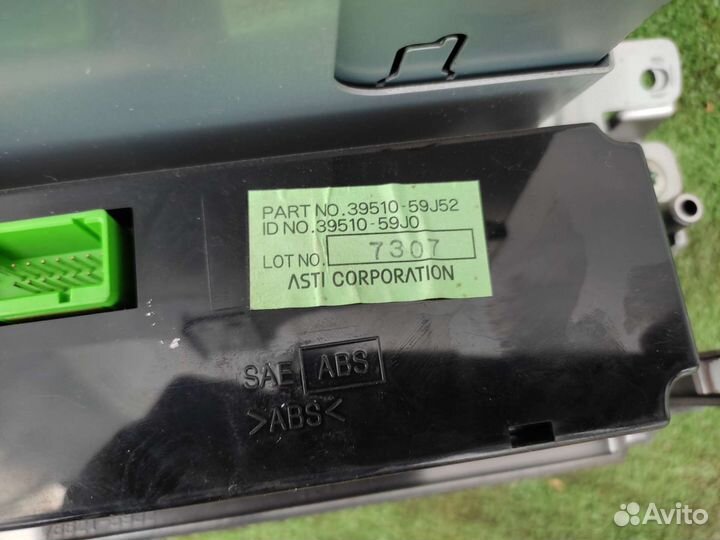 PART NO.39510-59J52
ID NO.39510-59J0
LOT NO. 7307
ASTI CORPORATION
SAE ABS
>ABS<
Avito